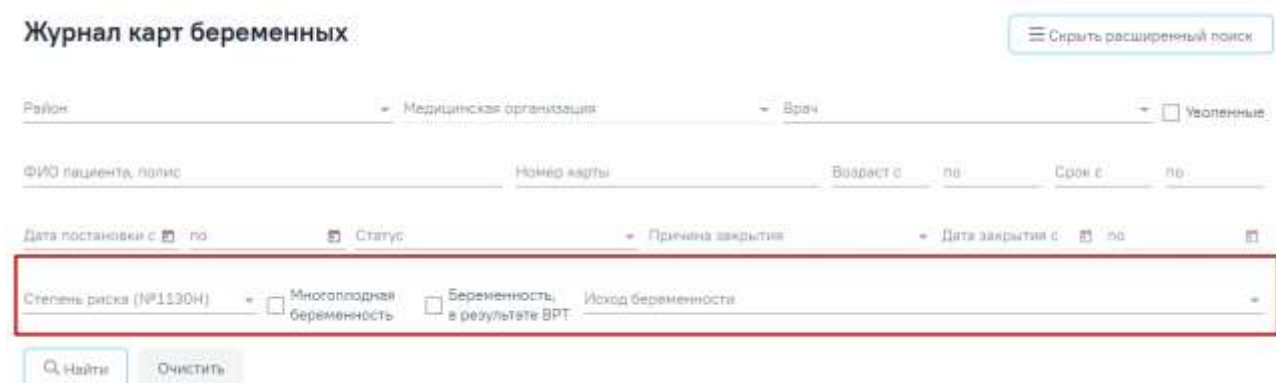 Журнал карт беременных
Скрыть расширенный поиск
Район Медицинская организация Врач Уволенные
ФИО пациента, полис Номер карты Возраст с по Срок с по
Дата постановки с по Статус Причина закрытия Дата закрытия с по
Степень риска (№1130Н) Многоплодная беременность Беременность, в результате ВРТ Исход беременности
Найти Очистить